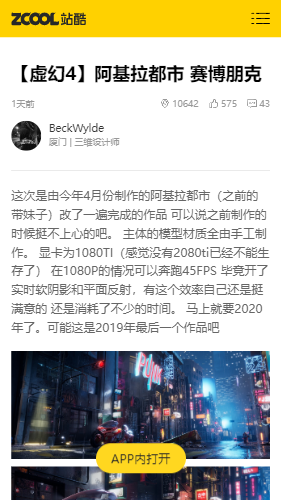 ZCOOL 站酷
【虚幻4】阿基拉都市 赛博朋克
1天前
10642
575
43
BeckWylde
厦门 | 三维设计师
这次是由今年4月份制作的阿基拉都市（之前的
带妹子）改了一遍完成的作品 可以说之前制作的
时候挺不上心的吧。 主体的模型材质全由手工制
作。 显卡为1080TI（感觉没有2080ti已经不能生
存了） 在1080P的情况可以奔跑45FPS 毕竟开了
实时软阴影和平面反射，有这个效率自己还是挺
满意的 还是消耗了不少的时间。 马上就要2020
年了。可能这是2019年最后一个作品吧
APP内打开